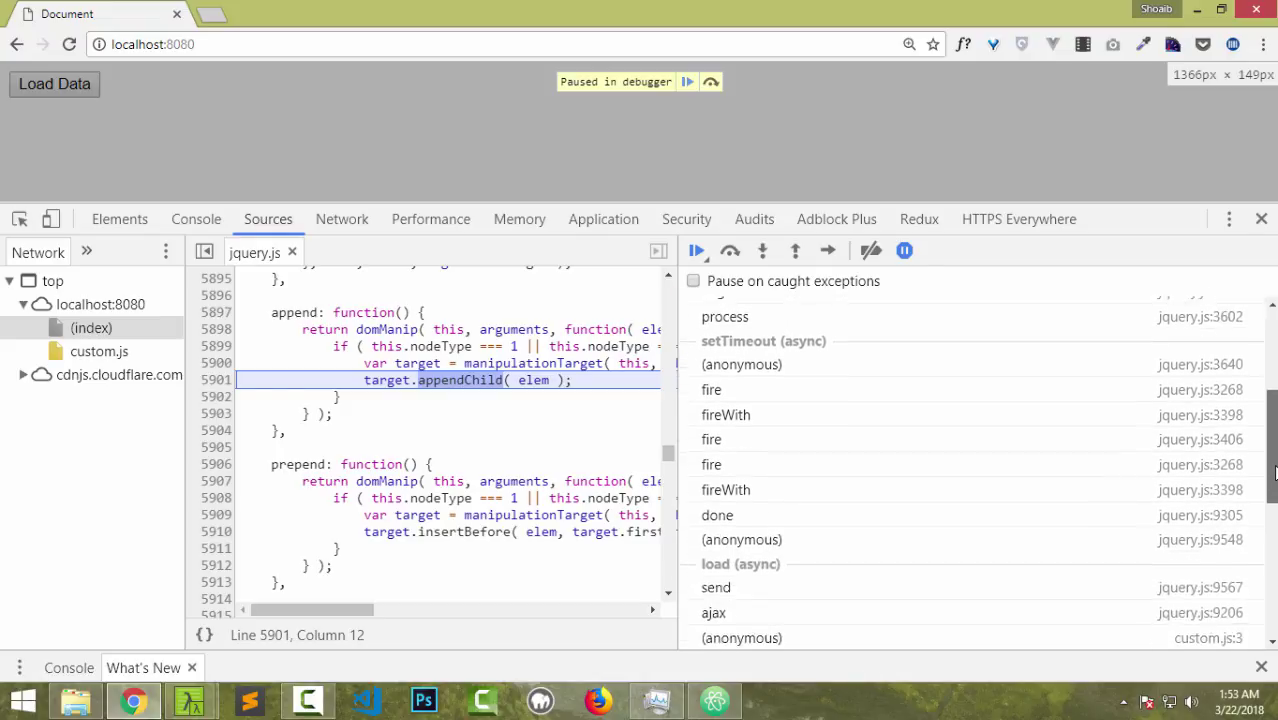 Document
Shoaib
localhost:8080
f?
Load Data
Paused in debugger
1366px × 149px
Elements
Console
Sources
Network
Performance
Memory
Application
Security
Audits
Adblock Plus
Redux
HTTPS Everywhere
Network
»
jquery.js
top
localhost:8080
(index)
custom.js
cdnjs.cloudflare.com
5895 },
5896
5897 append: function() {
5898 return domManip( this, arguments, function( ele
5899 if ( this.nodeType === 1 || this.nodeType =
5900 var target = manipulationTarget( this,
5901 target.appendChild( elem );
5902 }
5903 } );
5904 },
5905
5906 prepend: function() {
5907 return domManip( this, arguments, function( ele
5908 if ( this.nodeType === 1 || this.nodeType =
5909 var target = manipulationTarget( this,
5910 target.insertBefore( elem, target.firs
5911 }
5912 } );
5913 },
5914
5915
{ } Line 5901, Column 12
Pause on caught exceptions
process jquery.js:3602
setTimeout (async)
(anonymous) jquery.js:3640
fire jquery.js:3268
fireWith jquery.js:3398
fire jquery.js:3406
fire jquery.js:3268
fireWith jquery.js:3398
done jquery.js:9305
(anonymous) jquery.js:9548
load (async)
send jquery.js:9567
ajax jquery.js:9206
(anonymous) custom.js:3
Console
What's New
Ps
1:53 AM
3/22/2018